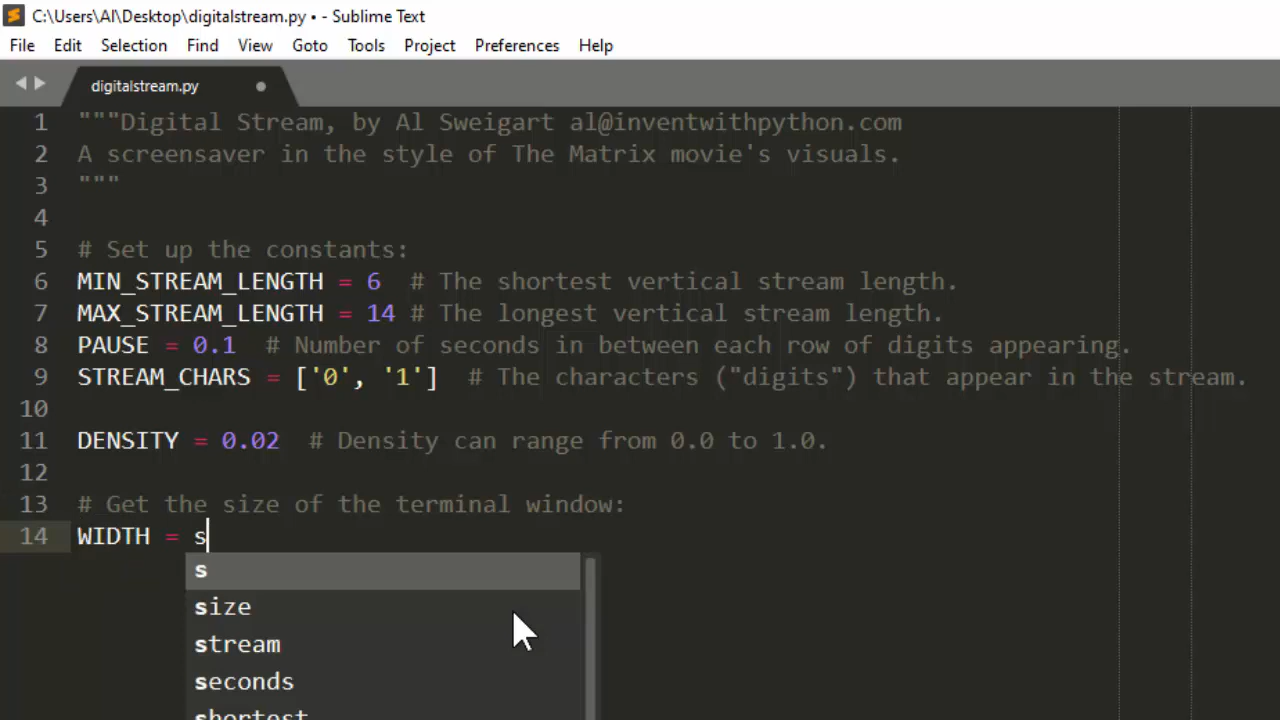 C:\Users\Al\Desktop\digitalstream.py • - Sublime Text
File Edit Selection Find View Goto Tools Project Preferences Help
digitalstream.py
1 """Digital Stream, by Al Sweigart al@inventwithpython.com
2 A screensaver in the style of The Matrix movie's visuals.
3 """
4
5 # Set up the constants:
6 MIN_STREAM_LENGTH = 6  # The shortest vertical stream length.
7 MAX_STREAM_LENGTH = 14 # The longest vertical stream length.
8 PAUSE = 0.1  # Number of seconds in between each row of digits appearing.
9 STREAM_CHARS = ['0', '1']  # The characters ("digits") that appear in the stream.
10
11 DENSITY = 0.02  # Density can range from 0.0 to 1.0.
12
13 # Get the size of the terminal window:
14 WIDTH = s
s
size
stream
seconds
shortest